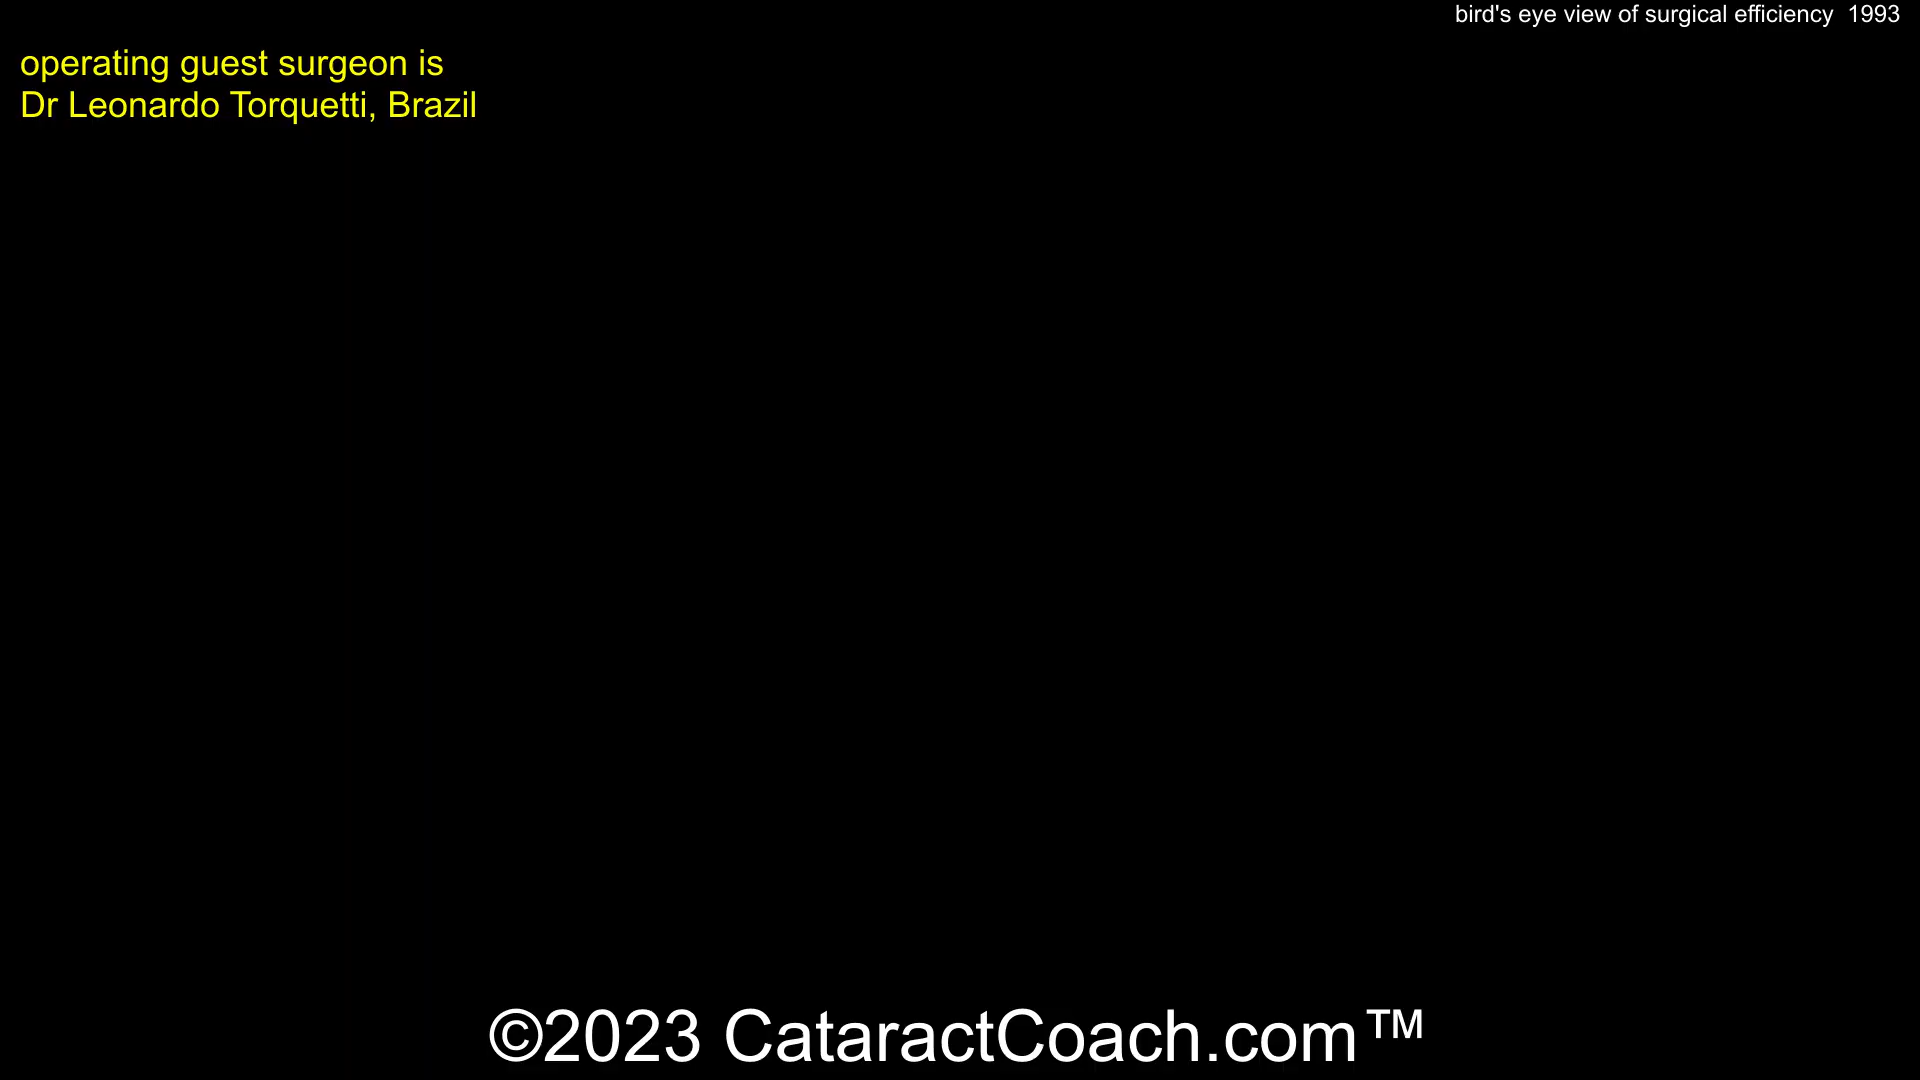 bird's eye view of surgical efficiency  1993
operating guest surgeon is
Dr Leonardo Torquetti, Brazil
©2023 CataractCoach.com™